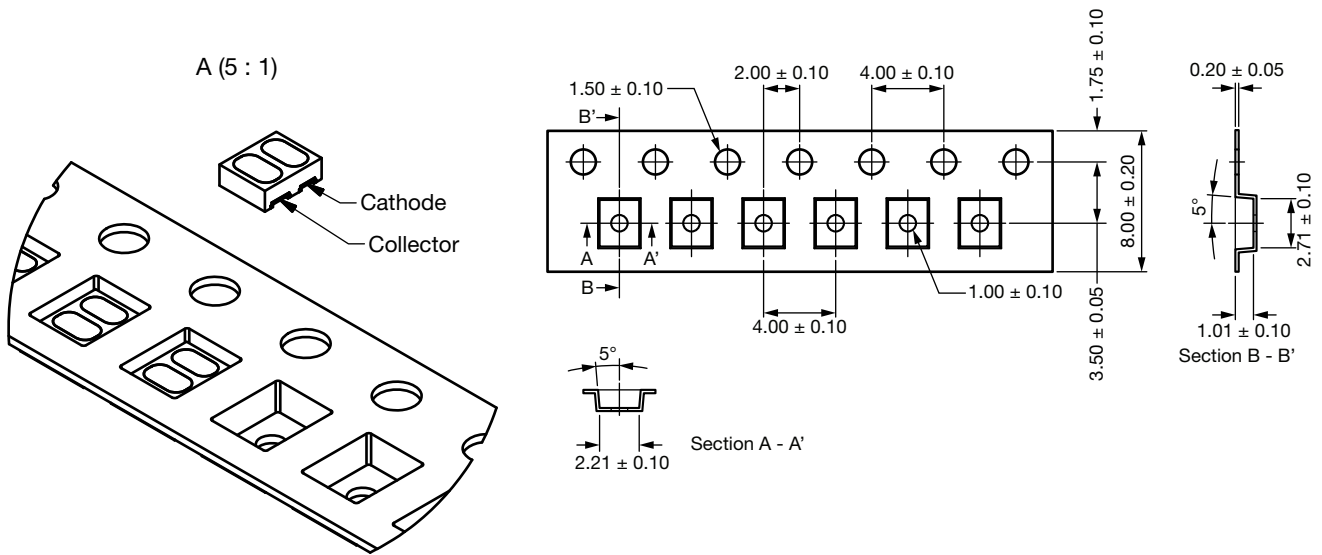 A (5 : 1)
Cathode
Collector
1.50 ± 0.10
2.00 ± 0.10
4.00 ± 0.10
1.75 ± 0.10
B'
A
A'
B
1.00 ± 0.10
4.00 ± 0.10
8.00 ± 0.20
3.50 ± 0.05
5°
2.21 ± 0.10
Section A - A'
0.20 ± 0.05
5°
2.71 ± 0.10
1.01 ± 0.10
Section B - B'